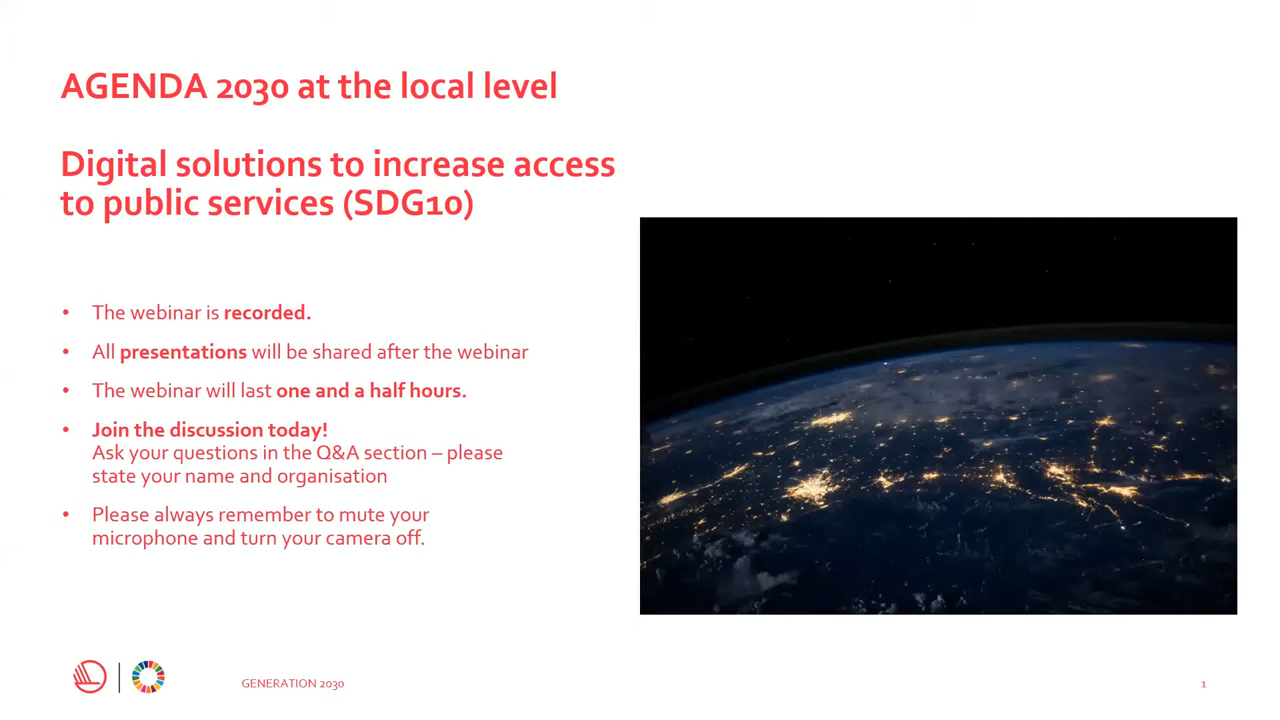 AGENDA 2030 at the local level
Digital solutions to increase access
to public services (SDG10)
• The webinar is recorded.
• All presentations will be shared after the webinar
• The webinar will last one and a half hours.
• Join the discussion today!
Ask your questions in the Q&A section – please
state your name and organisation
• Please always remember to mute your
microphone and turn your camera off.
GENERATION 2030
1